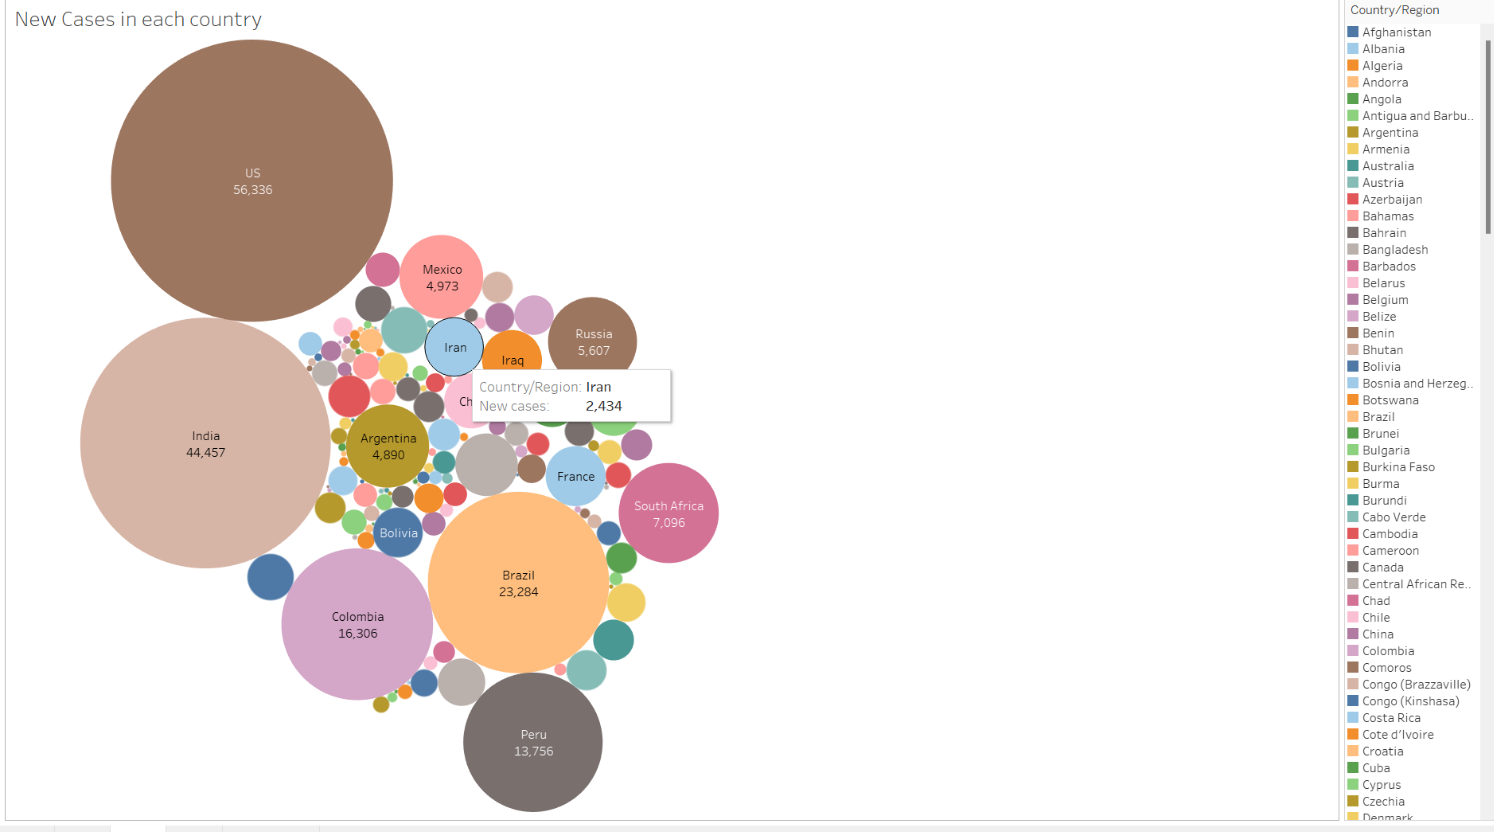 New Cases in each country
US
56,336
Mexico
4,973
Russia
5,607
Iran
Iraq
Country/Region: Iran
New cases: 2,434
Ch
India
44,457
Argentina
4,890
France
South Africa
7,096
Bolivia
Brazil
23,284
Colombia
16,306
Peru
13,756
Country/Region
Afghanistan
Albania
Algeria
Andorra
Angola
Antigua and Barbu..
Argentina
Armenia
Australia
Austria
Azerbaijan
Bahamas
Bahrain
Bangladesh
Barbados
Belarus
Belgium
Belize
Benin
Bhutan
Bolivia
Bosnia and Herzeg..
Botswana
Brazil
Brunei
Bulgaria
Burkina Faso
Burma
Burundi
Cabo Verde
Cambodia
Cameroon
Canada
Central African Re..
Chad
Chile
China
Colombia
Comoros
Congo (Brazzaville)
Congo (Kinshasa)
Costa Rica
Cote d'Ivoire
Croatia
Cuba
Cyprus
Czechia
Denmark